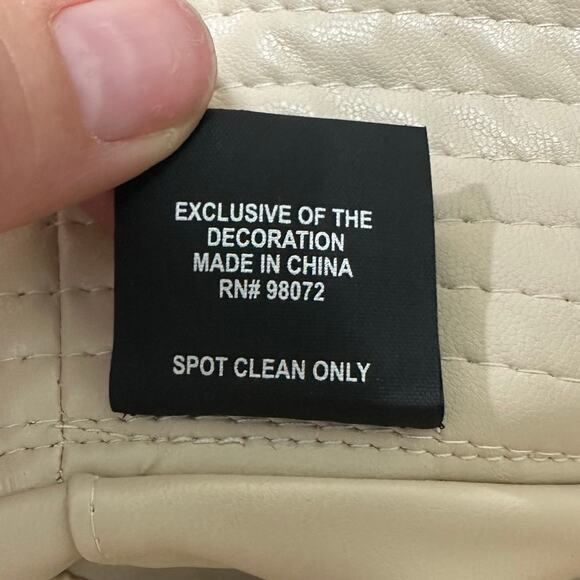 EXCLUSIVE OF THE
DECORATION
MADE IN CHINA
RN# 98072
SPOT CLEAN ONLY